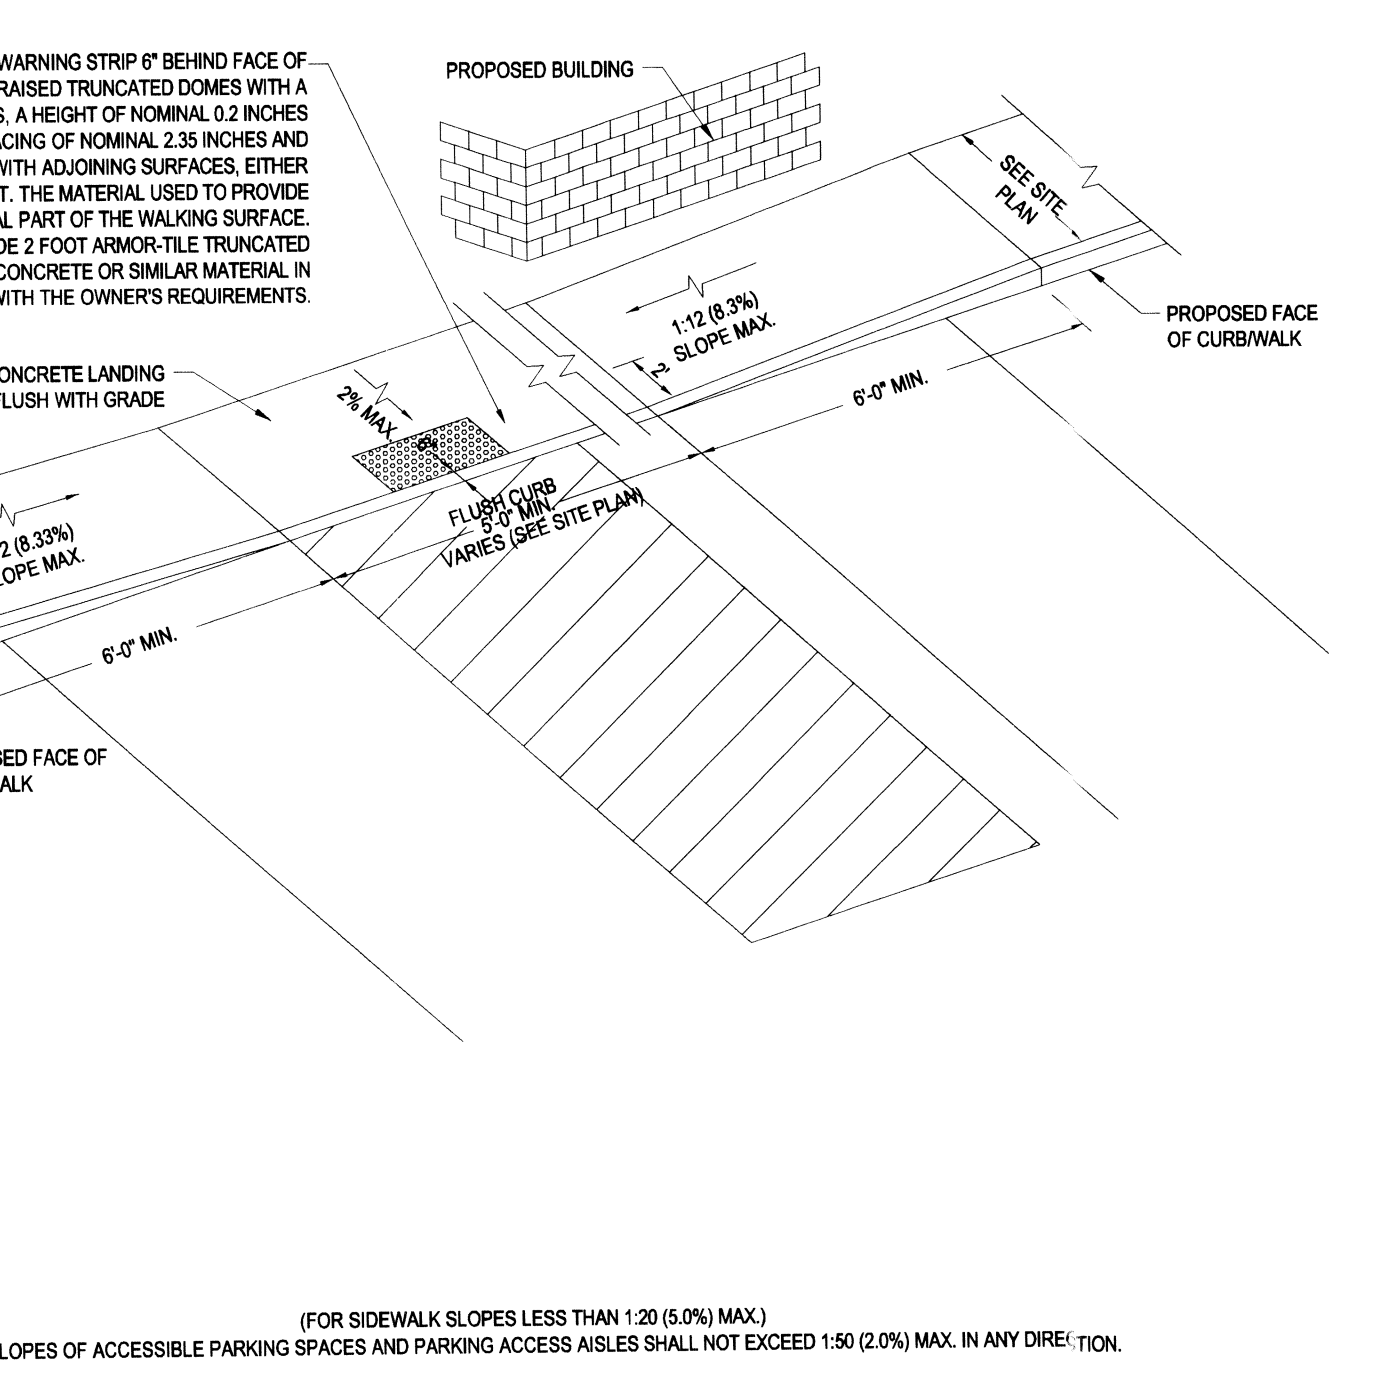 WARNING STRIP 6" BEHIND FACE OF
RAISED TRUNCATED DOMES WITH A
S, A HEIGHT OF NOMINAL 0.2 INCHES
ACING OF NOMINAL 2.35 INCHES AND
WITH ADJOINING SURFACES, EITHER
T. THE MATERIAL USED TO PROVIDE
AL PART OF THE WALKING SURFACE.
DE 2 FOOT ARMOR-TILE TRUNCATED
CONCRETE OR SIMILAR MATERIAL IN
WITH THE OWNER'S REQUIREMENTS.
PROPOSED BUILDING
SEE SITE
PLAN
1:12 (8.3%)
SLOPE MAX.
2'
PROPOSED FACE
OF CURB/WALK
ONCRETE LANDING
FLUSH WITH GRADE
2% MAX.
6'-0" MIN.
FLUSH CURB
5'-0" MIN.
VARIES (SEE SITE PLAN)
2 (8.33%)
LOPE MAX.
6'-0" MIN.
SED FACE OF
ALK
(FOR SIDEWALK SLOPES LESS THAN 1:20 (5.0%) MAX.)
LOPES OF ACCESSIBLE PARKING SPACES AND PARKING ACCESS AISLES SHALL NOT EXCEED 1:50 (2.0%) MAX. IN ANY DIRECTION.